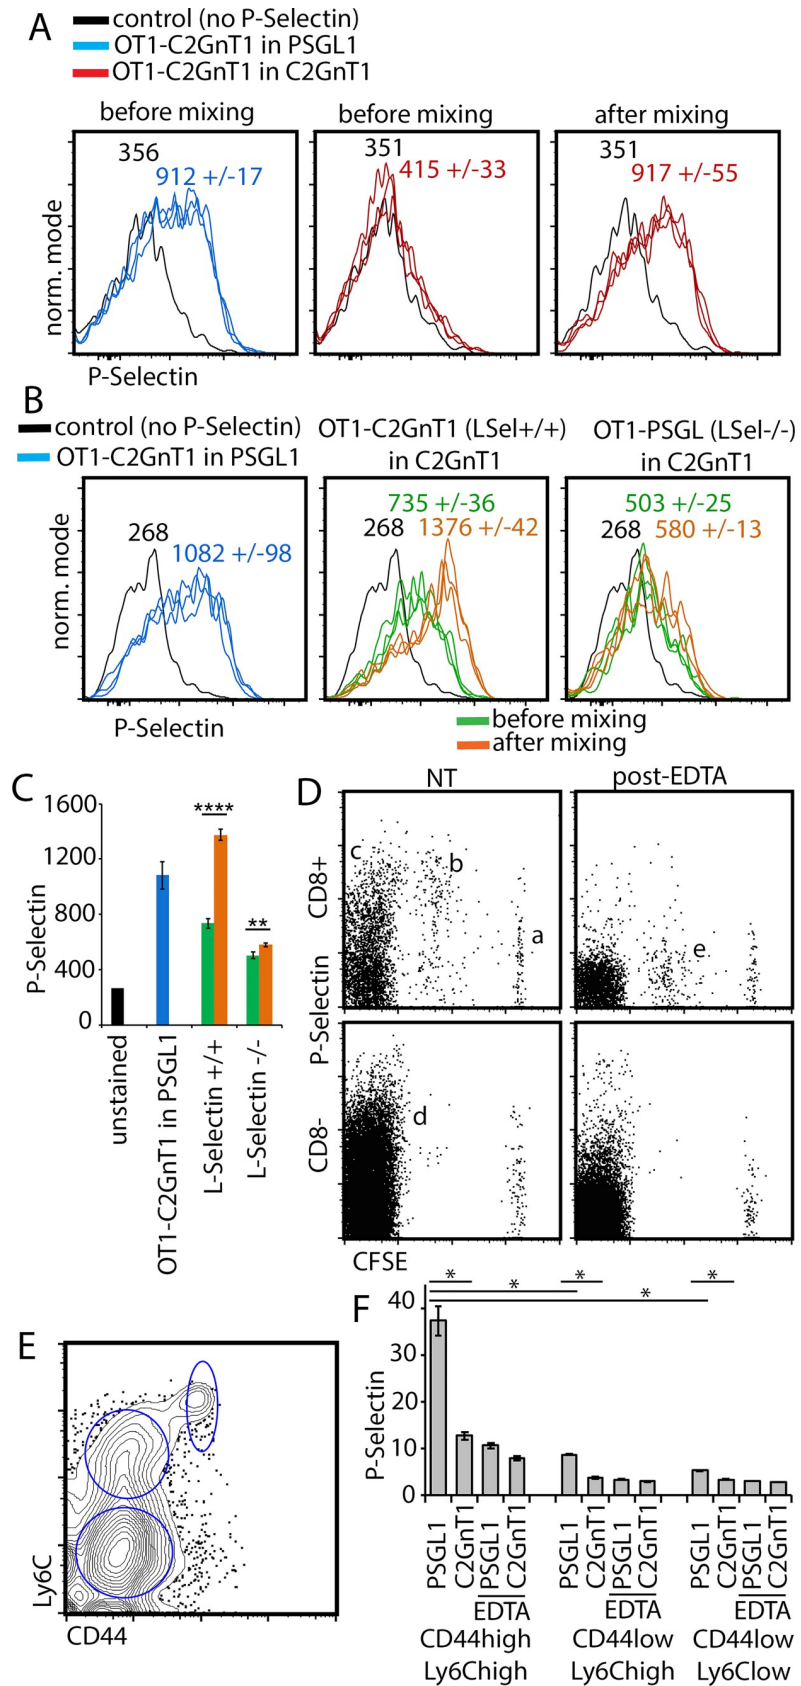 A
control (no P-Selectin)
OT1-C2GnT1 in PSGL1
OT1-C2GnT1 in C2GnT1
before mixing
before mixing
after mixing
356
912 +/-17
351
415 +/-33
351
917 +/-55
norm. mode
P-Selectin
B
control (no P-Selectin)
OT1-C2GnT1 in PSGL1
OT1-C2GnT1 (LSel+/+)
in C2GnT1
OT1-PSGL (LSel-/-)
in C2GnT1
268
1082 +/-98
735 +/-36
268
1376 +/-42
503 +/-25
268
580 +/-13
norm. mode
P-Selectin
before mixing
after mixing
C
P-Selectin
1600
1200
800
400
0
****
**
unstained
OT1-C2GnT1 in PSGL1
L-Selectin +/+
L-Selectin -/-
D
NT
post-EDTA
CD8+
CD8-
P-Selectin
c
b
a
e
d
CFSE
E
Ly6C
CD44
F
P-Selectin
40
30
20
10
0
*
*
*
*
*
PSGL1
C2GnT1
PSGL1
C2GnT1
PSGL1
C2GnT1
PSGL1
C2GnT1
PSGL1
C2GnT1
PSGL1
C2GnT1
EDTA
EDTA
EDTA
CD44high
Ly6Chigh
CD44low
Ly6Chigh
CD44low
Ly6Clow